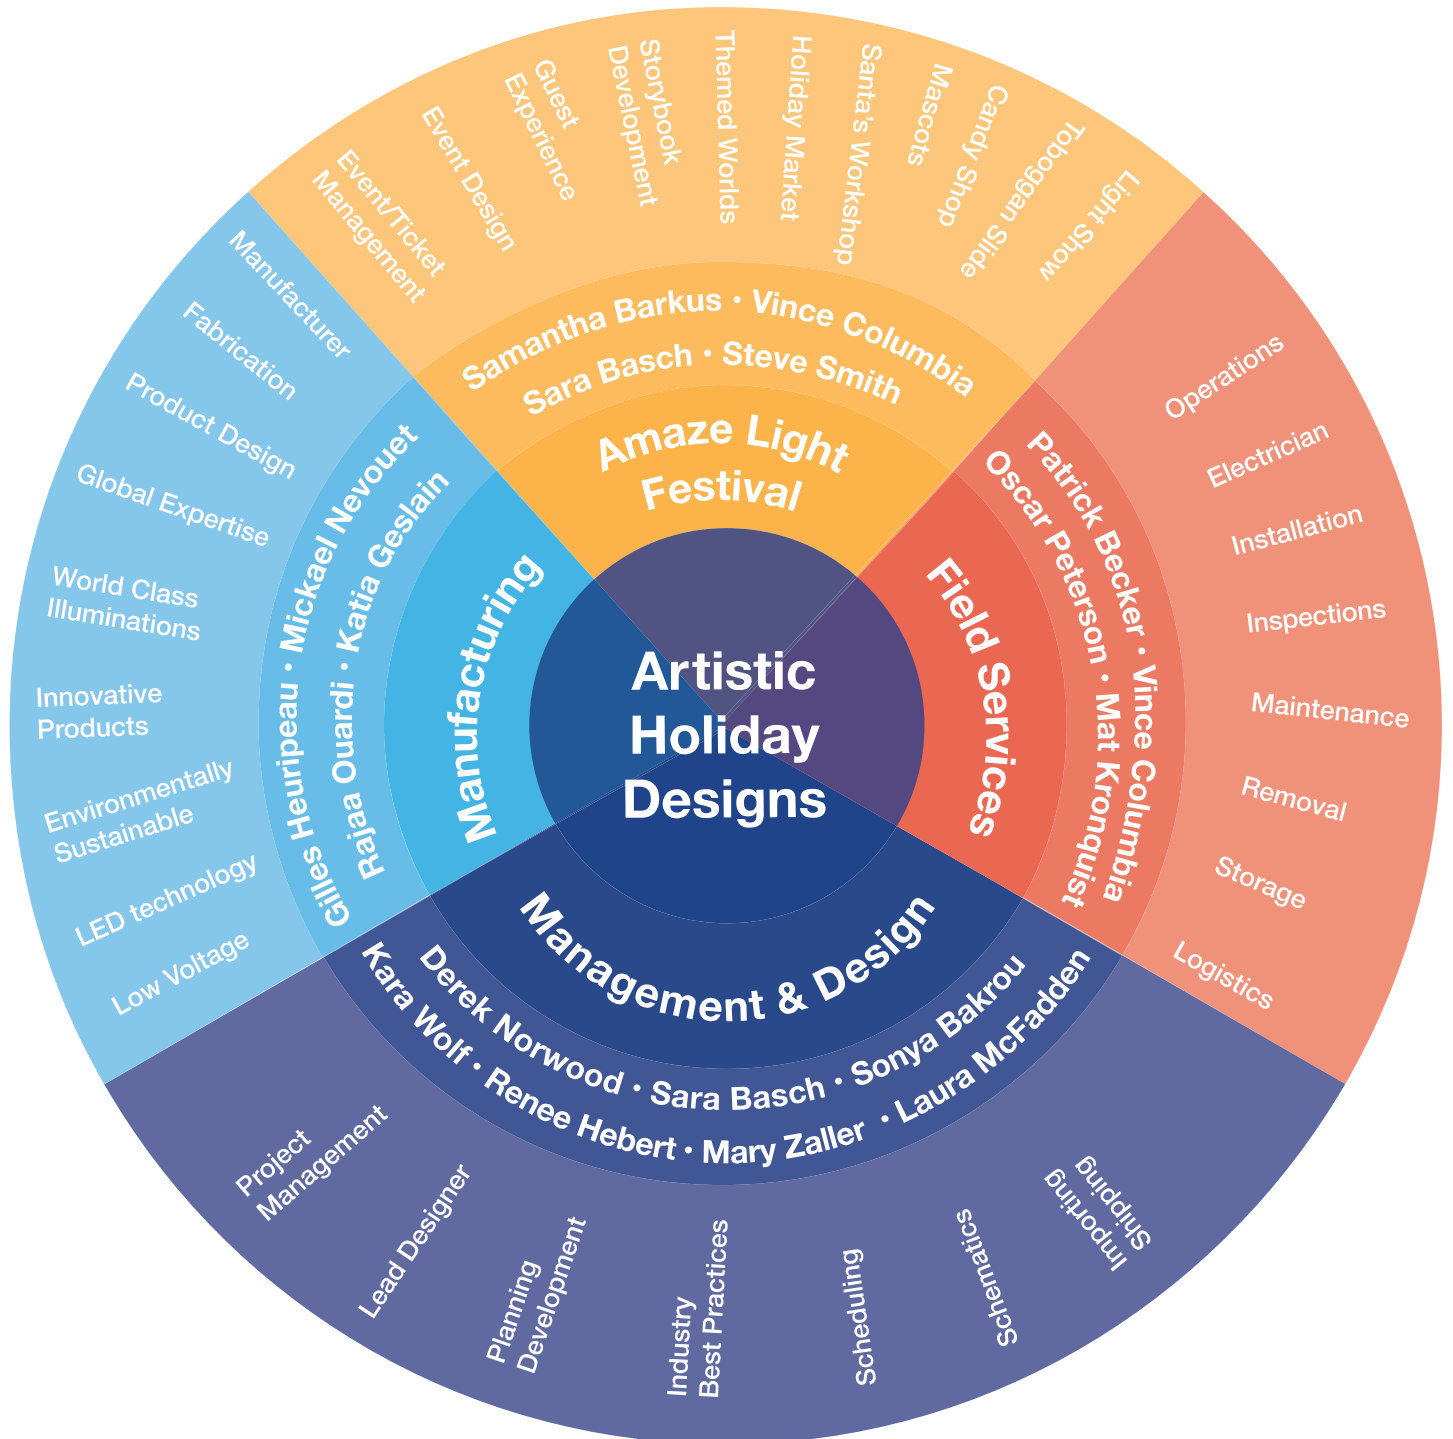 Artistic
Holiday
Designs
Amaze Light
Festival
Samantha Barkus • Vince Columbia
Sara Basch • Steve Smith
Event/Ticket
Management
Event Design
Guest
Experience
Storybook
Development
Themed Worlds
Holiday Market
Santa's Workshop
Mascots
Candy Shop
Toboggan Slide
Light Show
Field Services
Patrick Becker • Vince Columbia
Oscar Peterson • Mat Kronquist
Operations
Electrician
Installation
Inspections
Maintenance
Removal
Storage
Logistics
Management & Design
Derek Norwood • Sara Basch • Sonya Bakrou
Kara Wolf • Renee Hebert • Mary Zaller • Laura McFadden
Project
Management
Lead Designer
Planning
Development
Industry
Best Practices
Scheduling
Schematics
Importing
Shipping
Manufacturing
Gilles Heuripeau • Mickael Nevouet
Rajaa Ouardi • Katia Geslain
Manufacturer
Fabrication
Product Design
Global Expertise
World Class
Illuminations
Innovative
Products
Environmentally
Sustainable
LED technology
Low Voltage